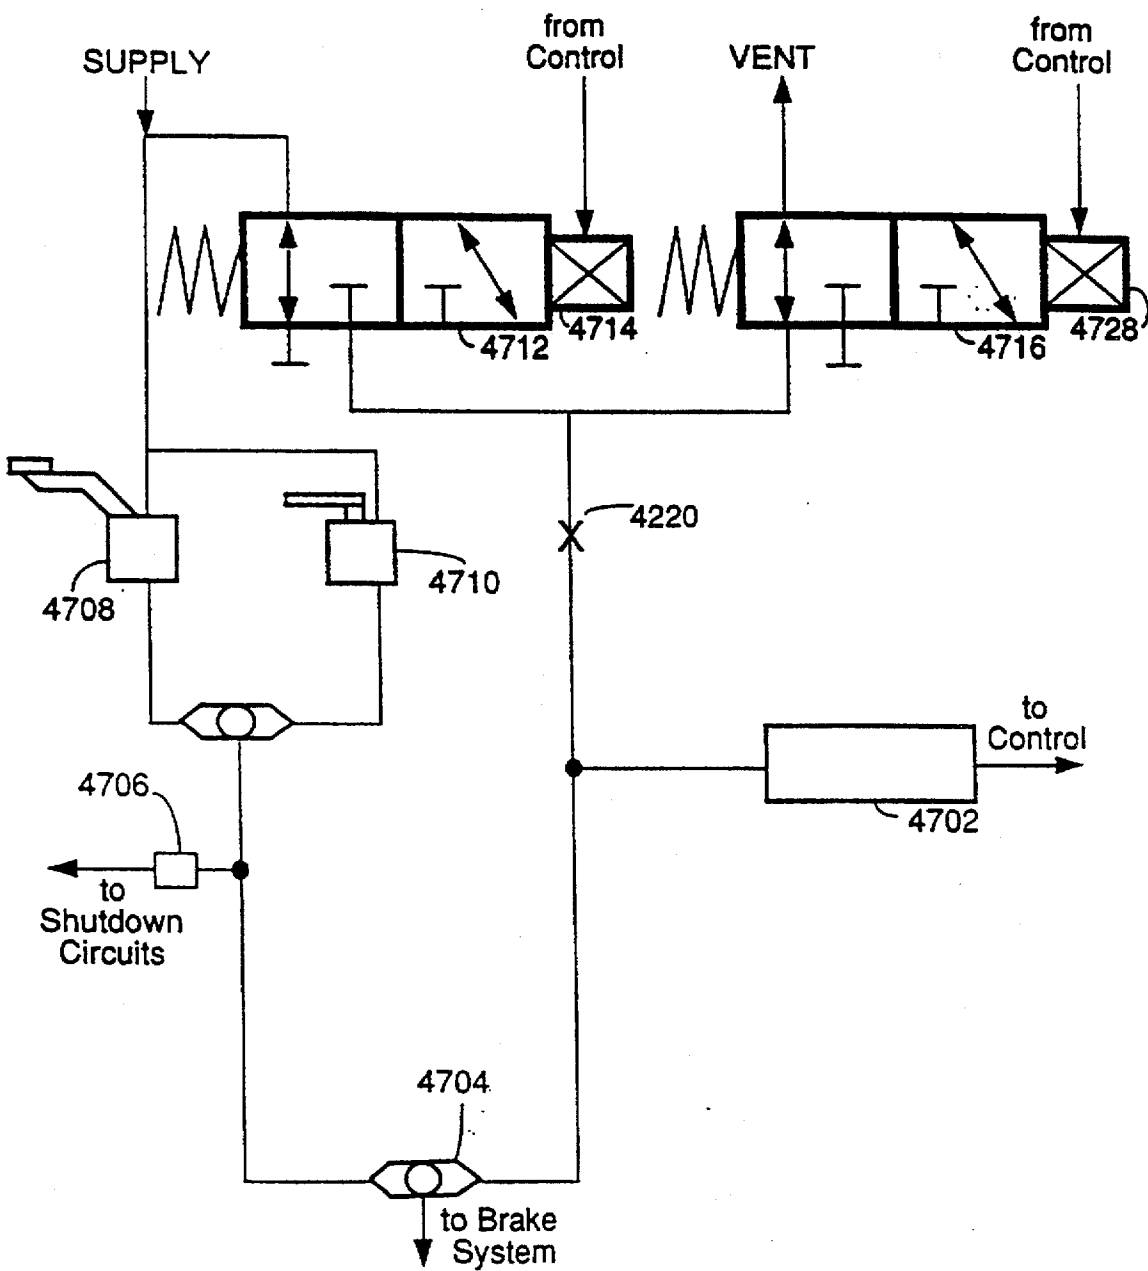 SUPPLY
from
Control
VENT
from
Control
4714
4712
4728
4716
4220
4708
4710
to
Control
4706
4702
to
Shutdown
Circuits
4704
to Brake
System